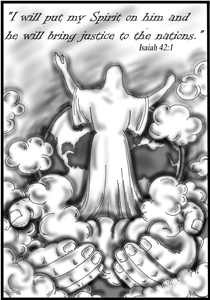 "I will put my Spirit on him and
he will bring justice to the nations."
Isaiah 42:1